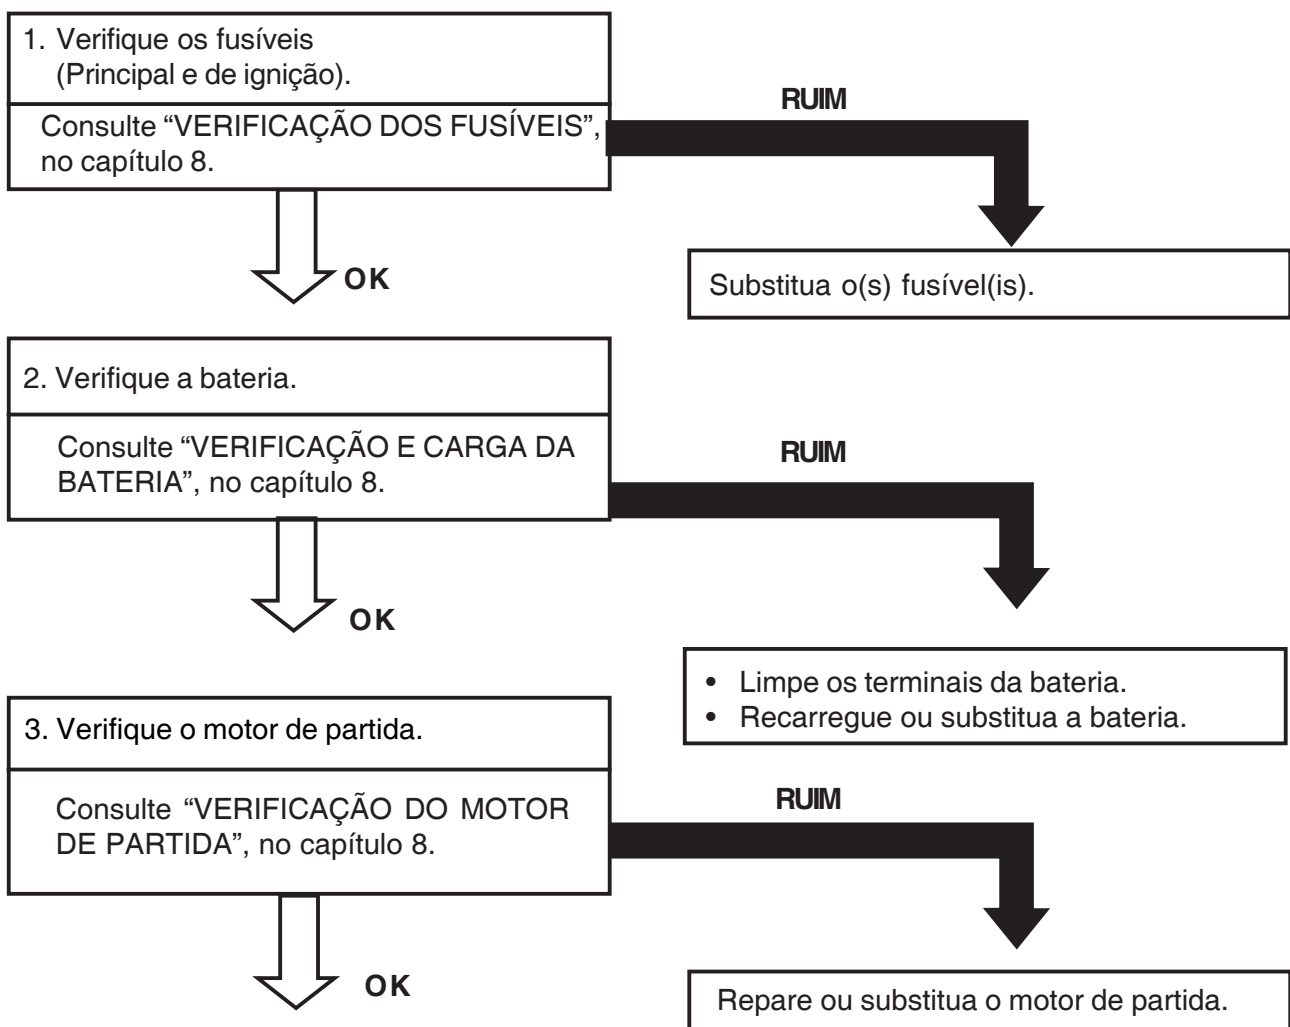 1. Verifique os fusíveis
(Principal e de ignição).
Consulte “VERIFICAÇÃO DOS FUSÍVEIS”,
no capítulo 8.
RUIM
OK
Substitua o(s) fusível(is).
2. Verifique a bateria.
Consulte “VERIFICAÇÃO E CARGA DA
BATERIA”, no capítulo 8.
RUIM
OK
• Limpe os terminais da bateria.
• Recarregue ou substitua a bateria.
3. Verifique o motor de partida.
Consulte “VERIFICAÇÃO DO MOTOR
DE PARTIDA”, no capítulo 8.
RUIM
OK
Repare ou substitua o motor de partida.